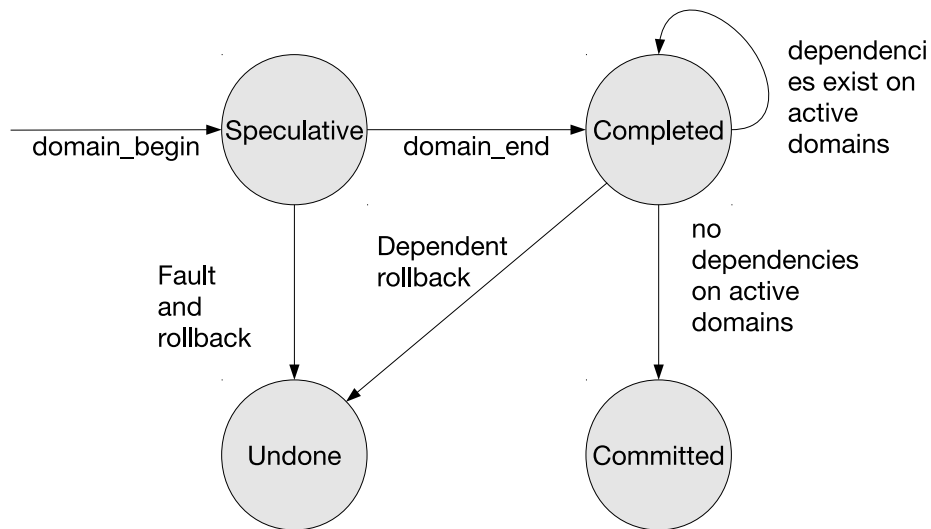 Speculative
Completed
dependenci
es exist on
active
domains
domain_begin
domain_end
Fault
and
rollback
Dependent
rollback
no
dependencies
on active
domains
Undone
Committed